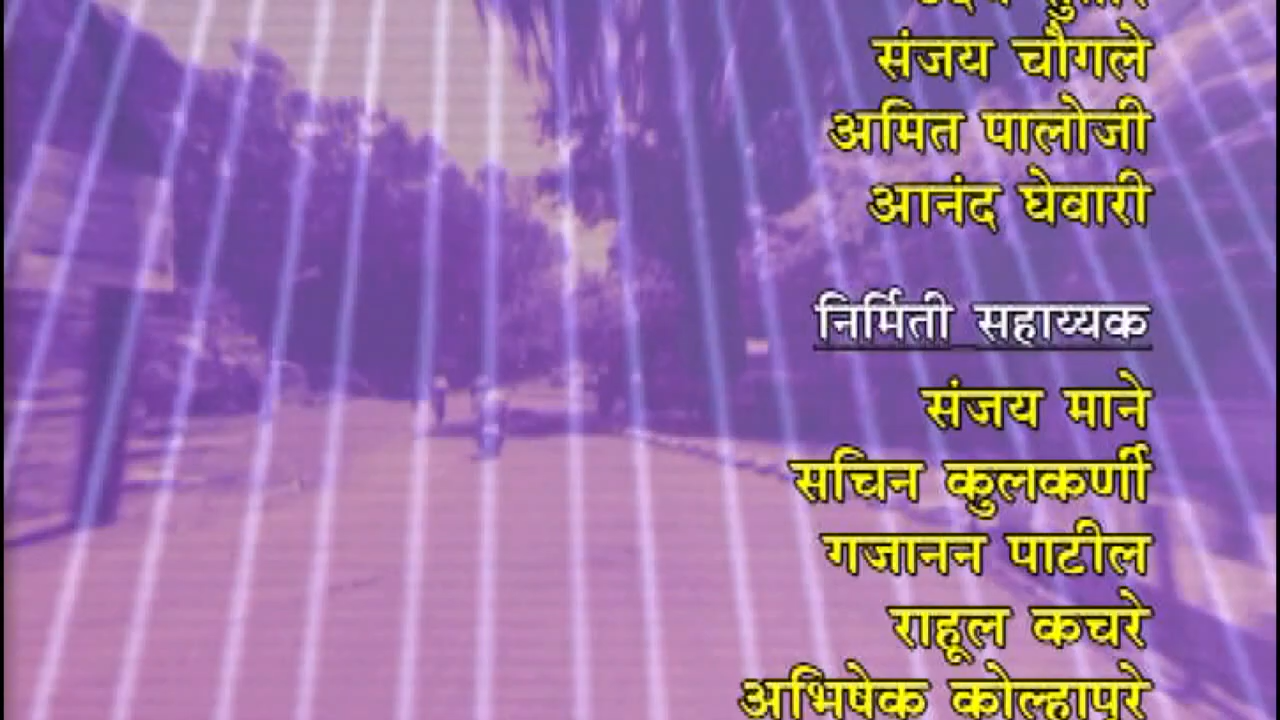 संजय चौगले
अमित पालोजी
आनंद घेवारी
निर्मिती सहाय्यक
संजय माने
सचिन कुलकर्णी
गजानन पाटील
राहूल कचरे
अभिषेक कोल्हापूरे